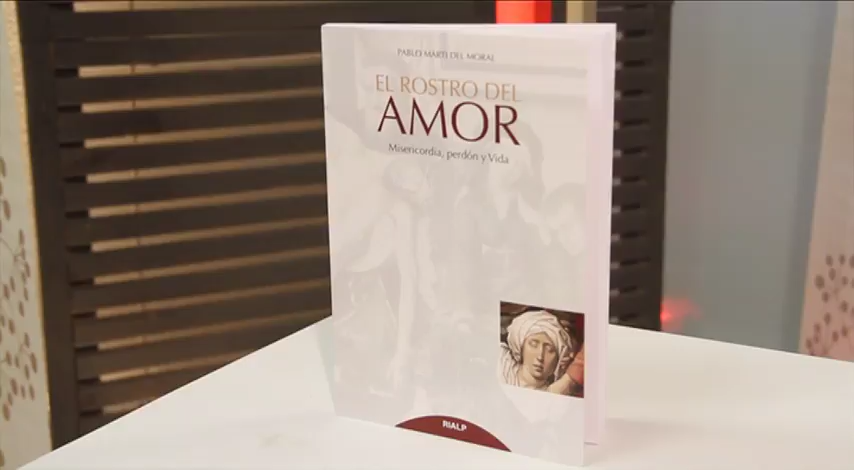 PABLO MARTI DEL MORAL
EL ROSTRO DEL
AMOR
Misericordia, perdón y Vida
RIALP